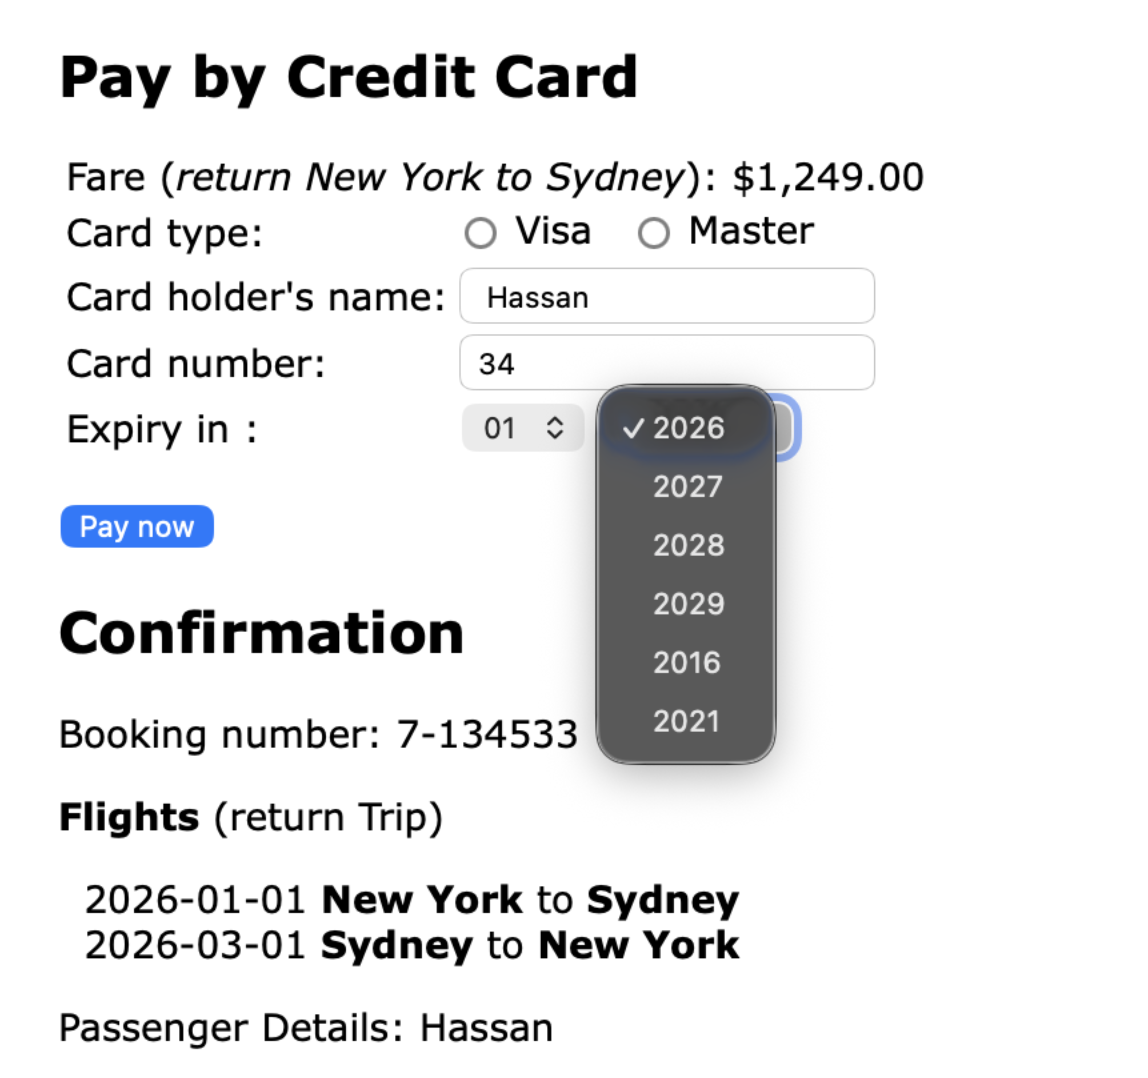 Pay by Credit Card
Fare (return New York to Sydney): $1,249.00
Card type: Visa Master
Card holder's name: Hassan
Card number: 34
Expiry in : 01 ✓ 2026
2027
2028
2029
2016
2021
Pay now
Confirmation
Booking number: 7-134533
Flights (return Trip)
2026-01-01 New York to Sydney
2026-03-01 Sydney to New York
Passenger Details: Hassan